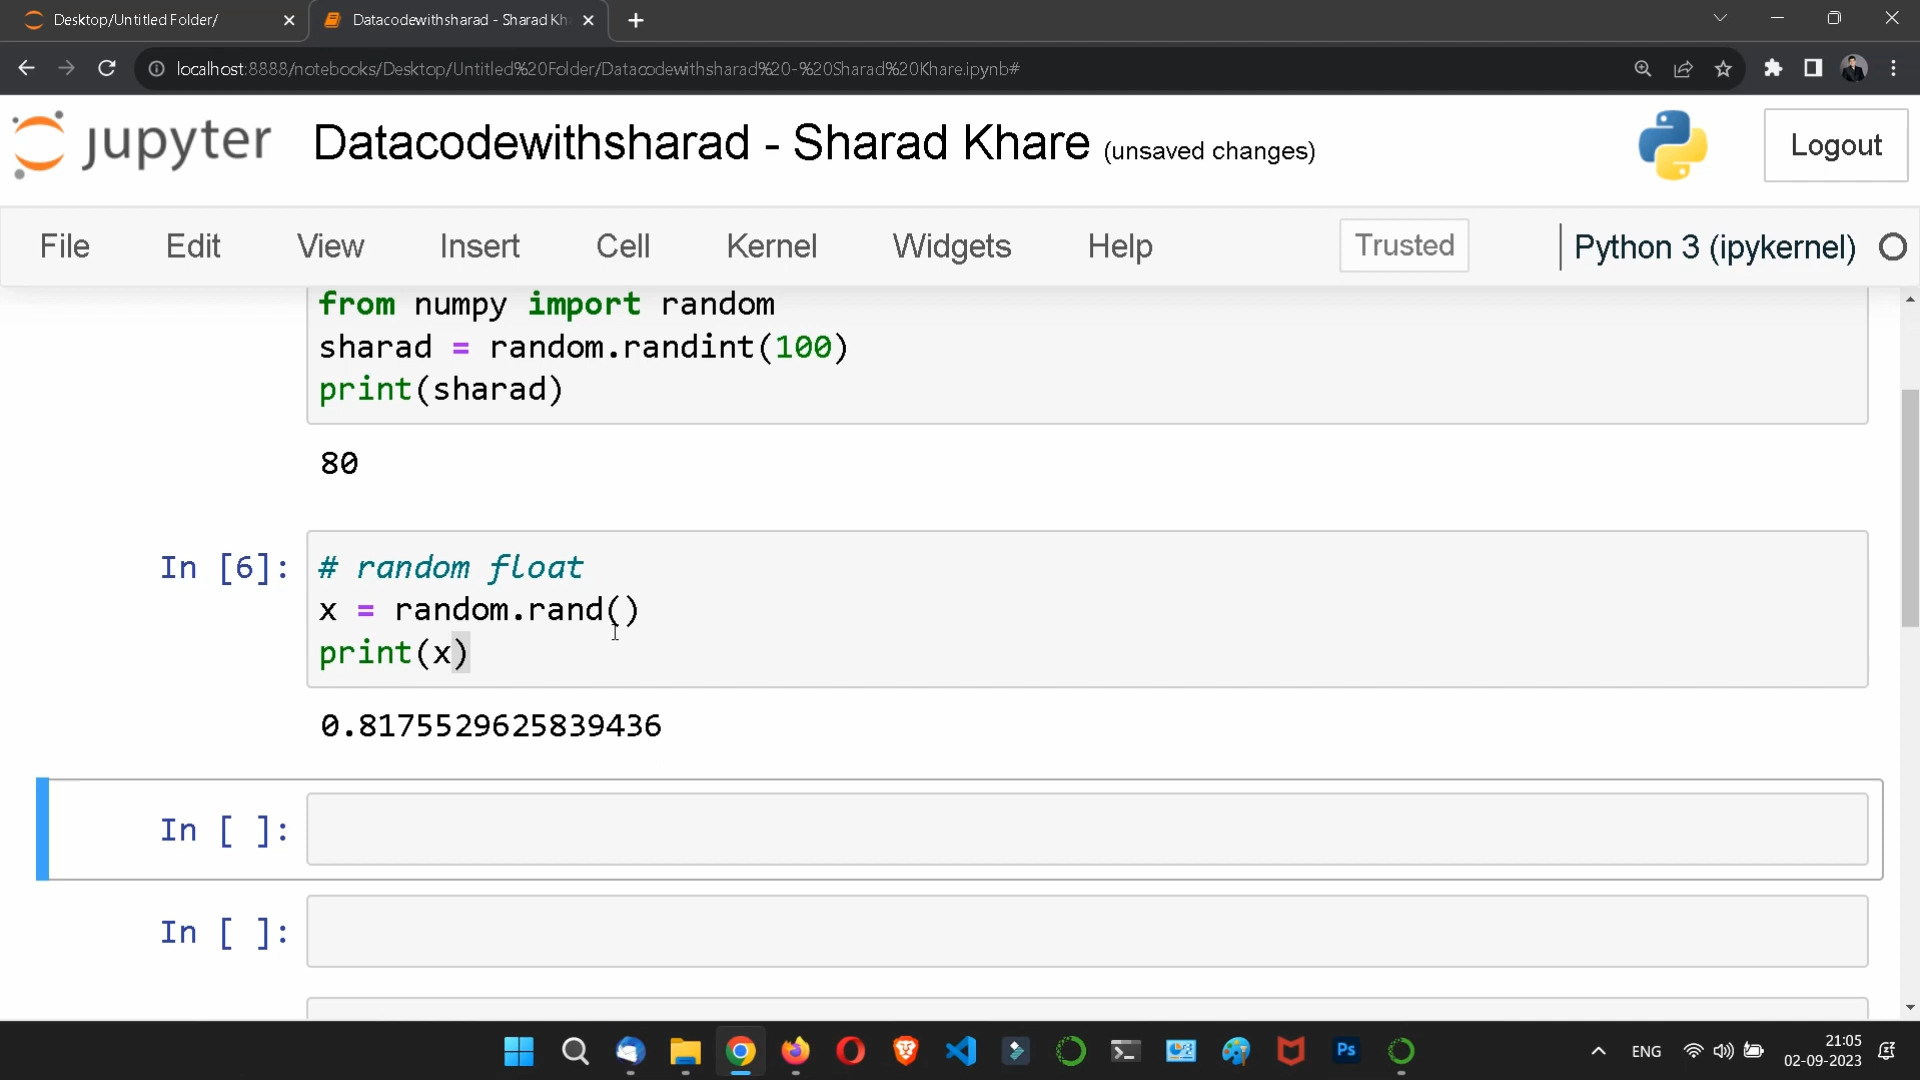 Desktop/Untitled Folder/
Datacodewithsharad - Sharad Kh
localhost:8888/notebooks/Desktop/Untitled%20Folder/Datacodewithsharad%20-%20Sharad%20Khare.ipynb#
jupyter Datacodewithsharad - Sharad Khare (unsaved changes)
Logout
File Edit View Insert Cell Kernel Widgets Help Trusted Python 3 (ipykernel)
from numpy import random
sharad = random.randint(100)
print(sharad)
80
In [6]: # random float
x = random.rand()
print(x)
0.8175529625839436
In [ ]:
In [ ]:
Ps
ENG
21:05
02-09-2023